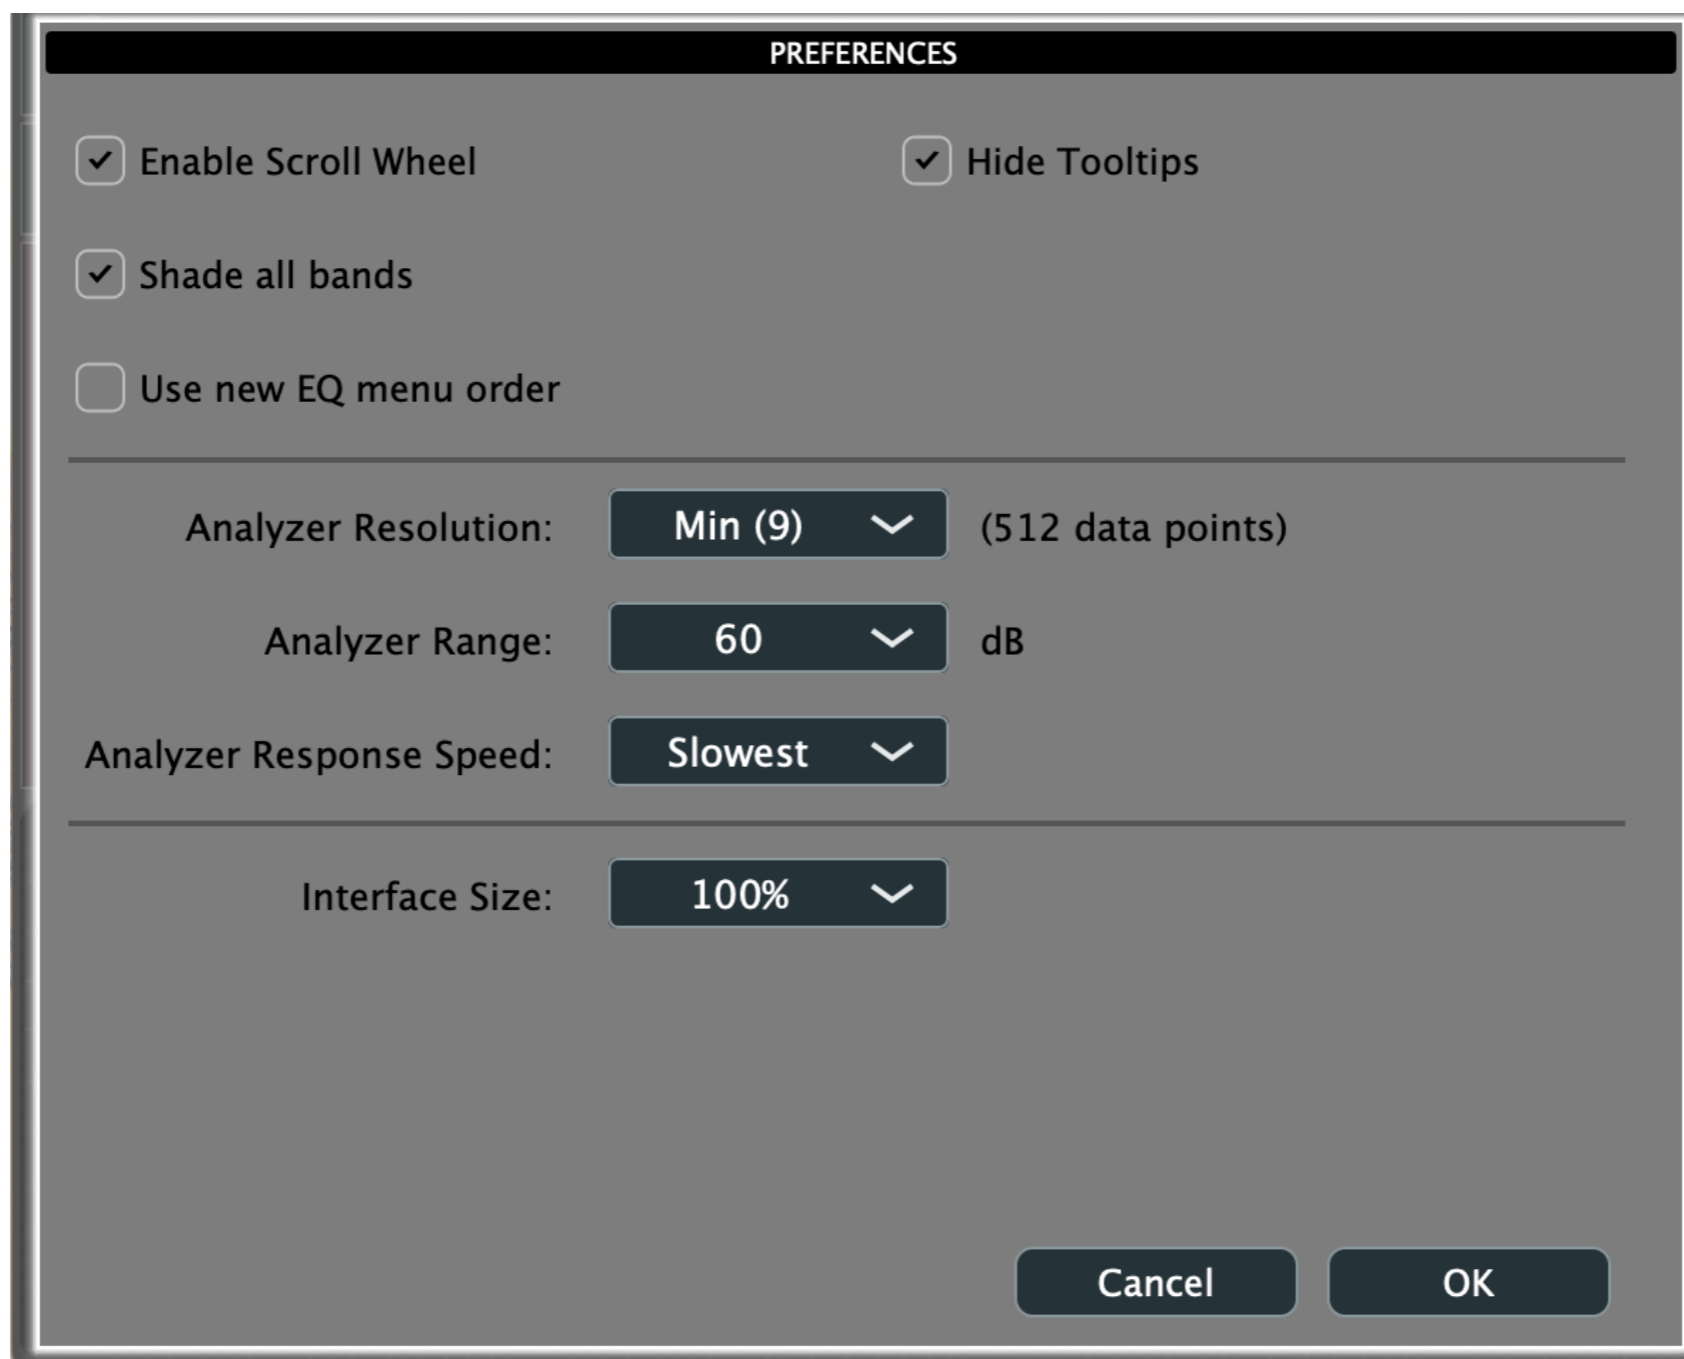 PREFERENCES
Enable Scroll Wheel
Hide Tooltips
Shade all bands
Use new EQ menu order
Analyzer Resolution: Min (9) (512 data points)
Analyzer Range: 60 dB
Analyzer Response Speed: Slowest
Interface Size: 100%
Cancel OK